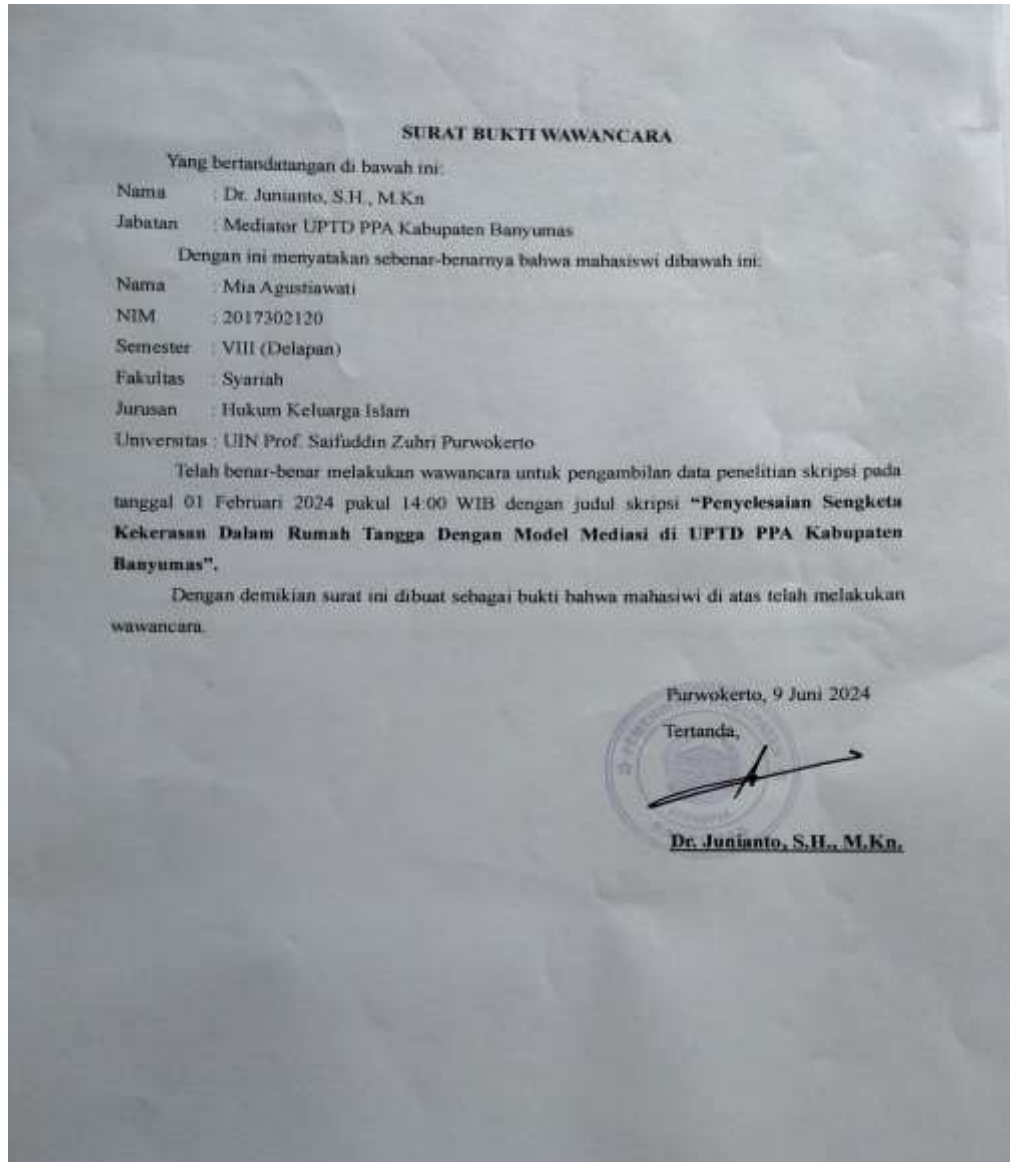 SURAT BUKTI WAWANCARA
Yang bertandatangan di bawah ini:
Nama : Dr. Junianto, S.H., M.Kn
Jabatan : Mediator UPTD PPA Kabupaten Banyumas
Dengan ini menyatakan sebenar-benarnya bahwa mahasiswi dibawah ini:
Nama : Mia Agustiawati
NIM : 2017302120
Semester : VIII (Delapan)
Fakultas : Syariah
Jurusan : Hukum Keluarga Islam
Universitas : UIN Prof. Saifuddin Zuhri Purwokerto
Telah benar-benar melakukan wawancara untuk pengambilan data penelitian skripsi pada
tanggal 01 Februari 2024 pukul 14:00 WIB dengan judul skripsi “Penyelesaian Sengketa
Kekerasan Dalam Rumah Tangga Dengan Model Mediasi di UPTD PPA Kabupaten
Banyumas”.
Dengan demikian surat ini dibuat sebagai bukti bahwa mahasiwi di atas telah melakukan
wawancara.
Purwokerto, 9 Juni 2024
Tertanda,
Dr. Junianto, S.H., M.Kn.